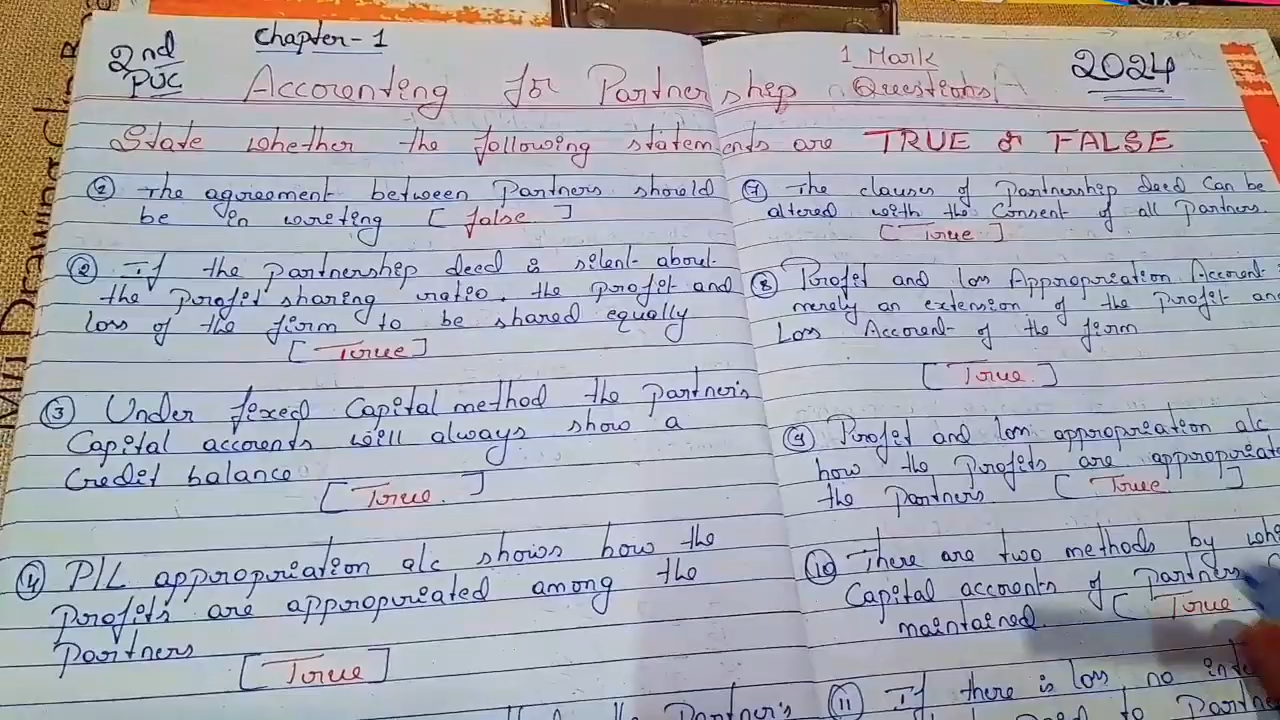 2nd PUC
Chapter-1
Accounting for Partnership
1 Mark Questions
2024
State whether the following statements are TRUE or FALSE
① The agreement between Partners should
be in writing [ false ]
② If the partnership deed is silent about
the profit sharing ratio, the profit and
loss of the firm to be shared equally
[ True ]
③ Under fixed Capital method the Partner's
Capital accounts will always show a
Credit balance
[ True ]
④ P/L appropriation a/c shows how the
Profits are appropriated among the
Partners
[ True ]
Partner's
⑦ The clauses of Partnership deed Can be
altered with the Consent of all Partners.
[ True ]
⑧ Profit and loss Appropriation Account
merely an extension of the Profit and
Loss Account of the firm
[ True ]
⑨ Profit and loss appropriation a/c
how the Profits are
the Partners [ True ]
⑩ There are two methods by
Capital accounts of Partners
maintained. [ True
⑪ If there is loss, no
to